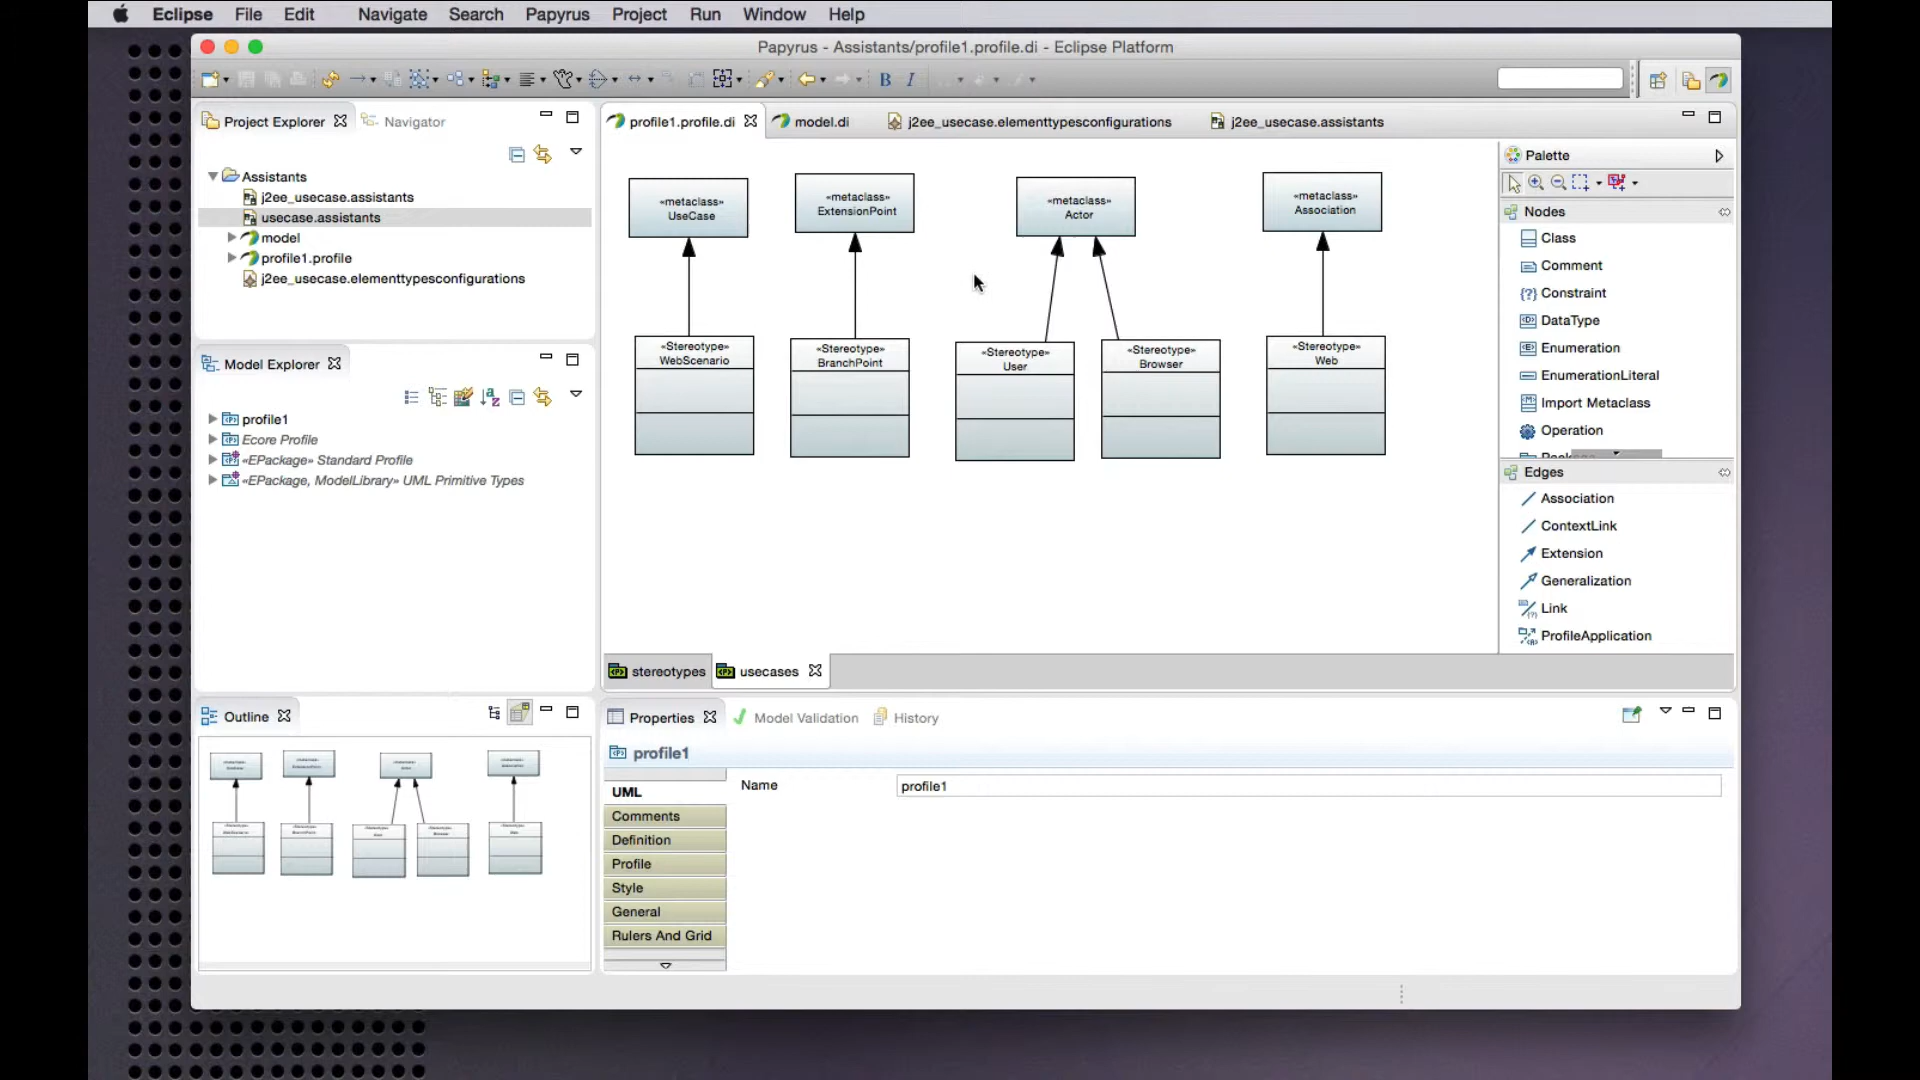 Eclipse File Edit Navigate Search Papyrus Project Run Window Help
Papyrus - Assistants/profile1.profile.di - Eclipse Platform
B I
Project Explorer Navigator
Assistants
j2ee_usecase.assistants
usecase.assistants
model
profile1.profile
j2ee_usecase.elementtypesconfigurations
Model Explorer
profile1
Ecore Profile
«EPackage» Standard Profile
«EPackage, ModelLibrary» UML Primitive Types
Outline
profile1.profile.di model.di j2ee_usecase.elementtypesconfigurations j2ee_usecase.assistants
«metaclass»
UseCase
«metaclass»
ExtensionPoint
«metaclass»
Actor
«metaclass»
Association
«Stereotype»
WebScenario
«Stereotype»
BranchPoint
«Stereotype»
User
«Stereotype»
Browser
«Stereotype»
Web
Palette
Nodes
Class
Comment
Constraint
DataType
Enumeration
EnumerationLiteral
Import Metaclass
Operation
Edges
Association
ContextLink
Extension
Generalization
Link
ProfileApplication
stereotypes usecases
Properties Model Validation History
profile1
UML
Comments
Definition
Profile
Style
General
Rulers And Grid
Name profile1